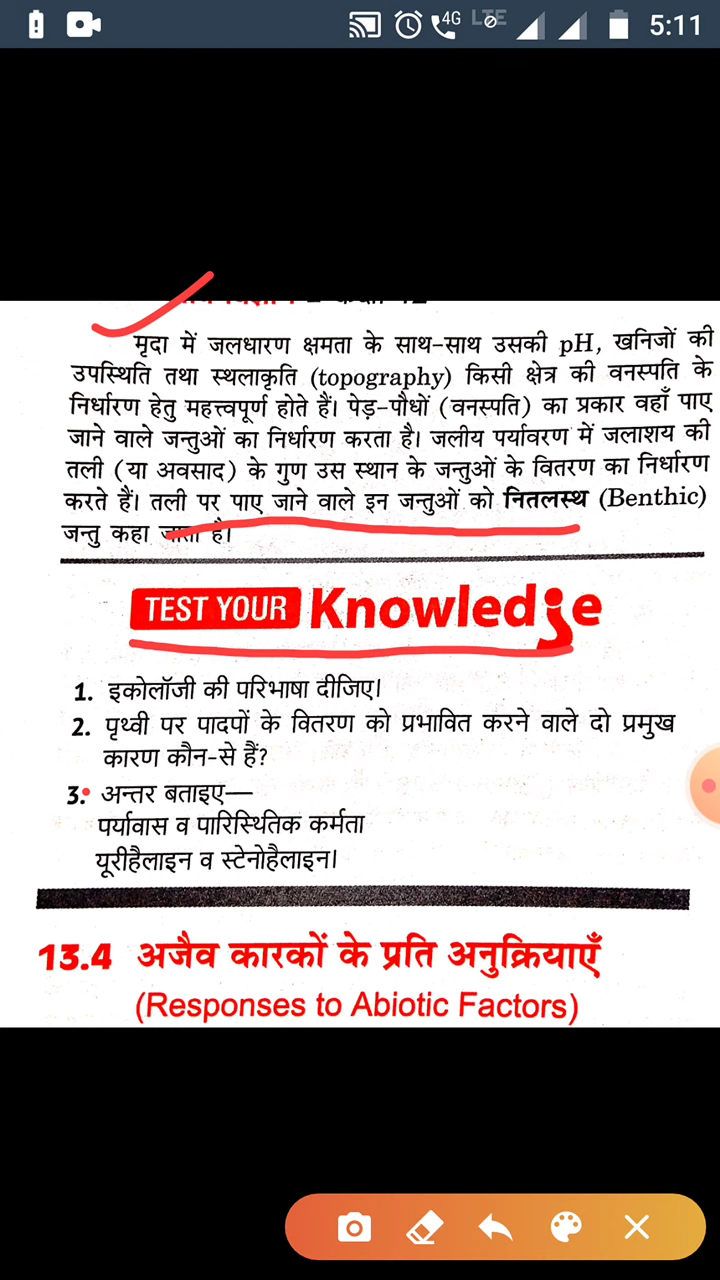 4G LTE 5:11
मृदा में जलधारण क्षमता के साथ-साथ उसकी pH, खनिजों की
उपस्थिति तथा स्थलाकृति (topography) किसी क्षेत्र की वनस्पति के
निर्धारण हेतु महत्त्वपूर्ण होते हैं। पेड़-पौधों (वनस्पति) का प्रकार वहाँ पाए
जाने वाले जन्तुओं का निर्धारण करता है। जलीय पर्यावरण में जलाशय की
तली (या अवसाद) के गुण उस स्थान के जन्तुओं के वितरण का निर्धारण
करते हैं। तली पर पाए जाने वाले इन जन्तुओं को नितलस्थ (Benthic)
जन्तु कहा जाता है।
TEST YOUR Knowledge
1. इकोलॉजी की परिभाषा दीजिए।
2. पृथ्वी पर पादपों के वितरण को प्रभावित करने वाले दो प्रमुख
कारण कौन-से हैं?
3. अन्तर बताइए—
पर्यावास व पारिस्थितिक कर्मता
यूरीहैलाइन व स्टेनोहैलाइन।
13.4 अजैव कारकों के प्रति अनुक्रियाएँ
(Responses to Abiotic Factors)